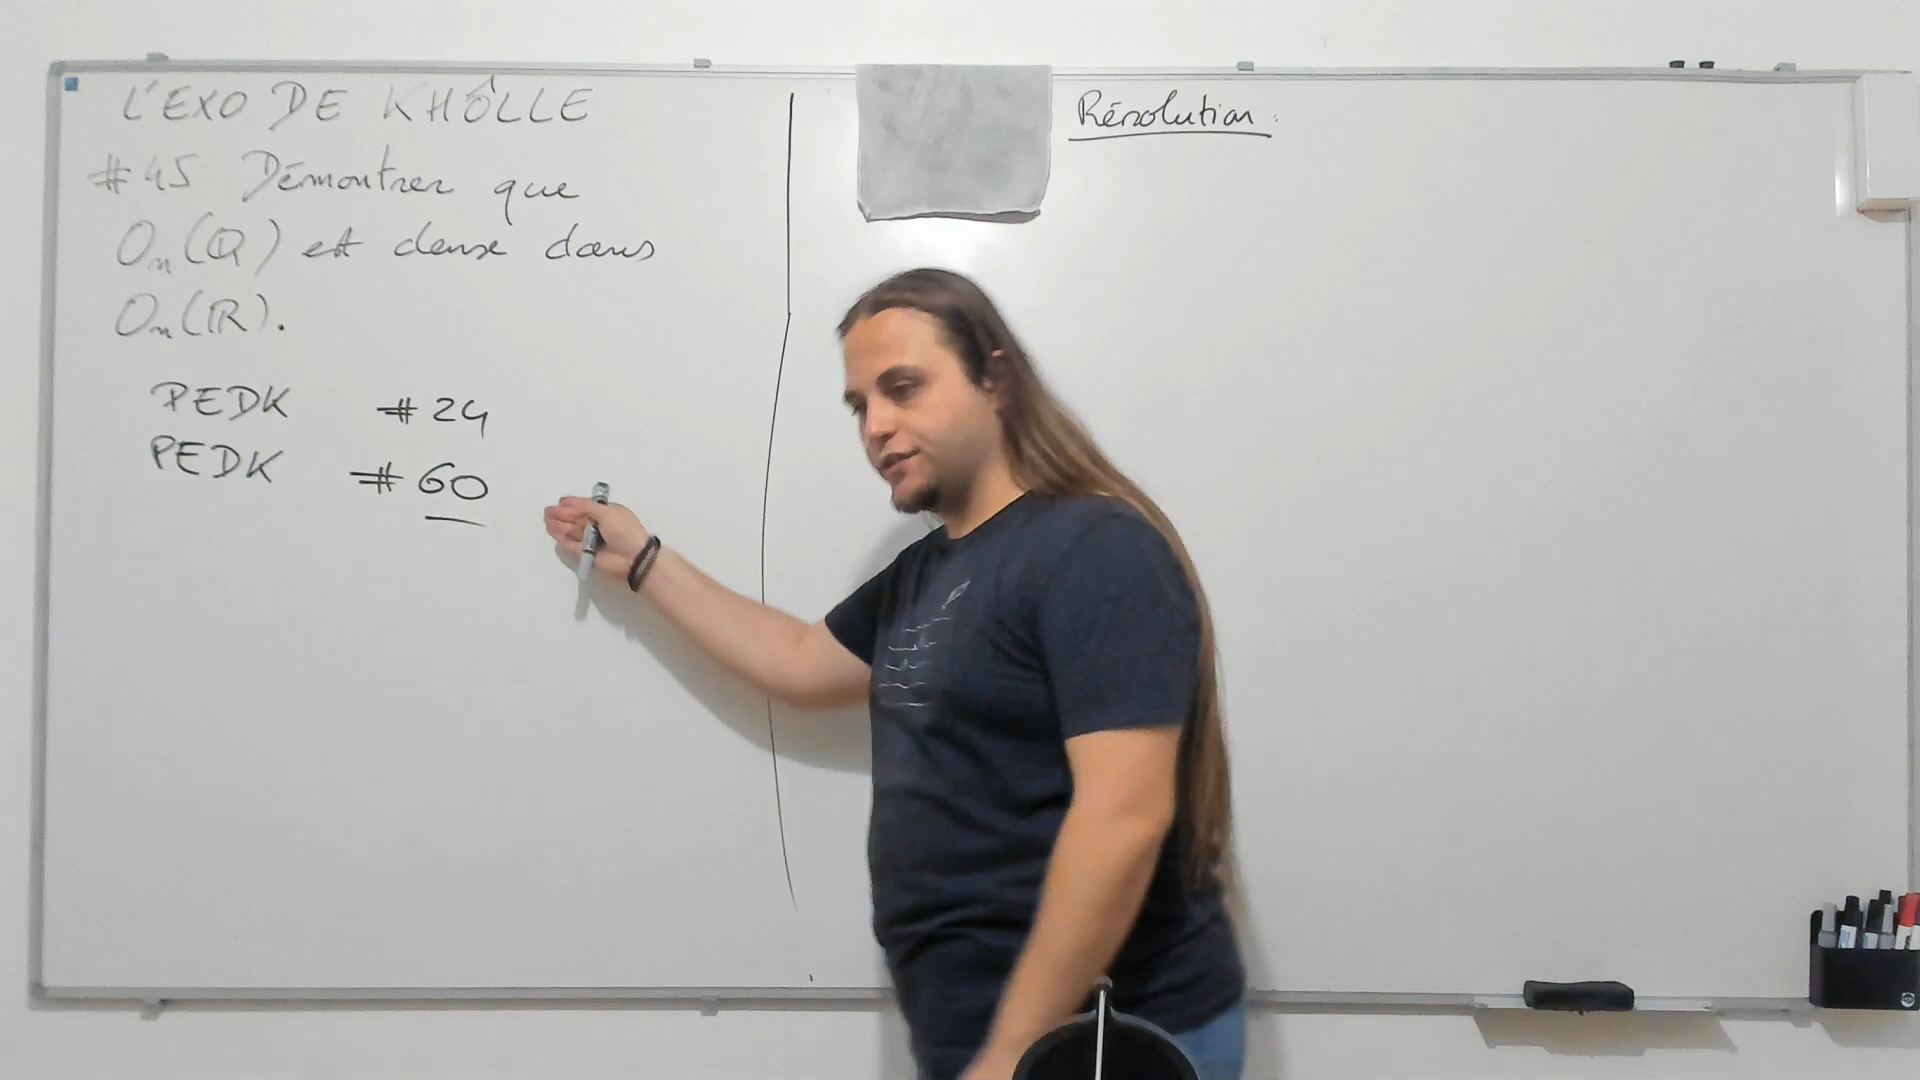 L'EXO DE KHÔLLE
#45 Démontrer que
On(Q) est dense dans
On(R).
PEDK #24
PEDK #60
Résolution :